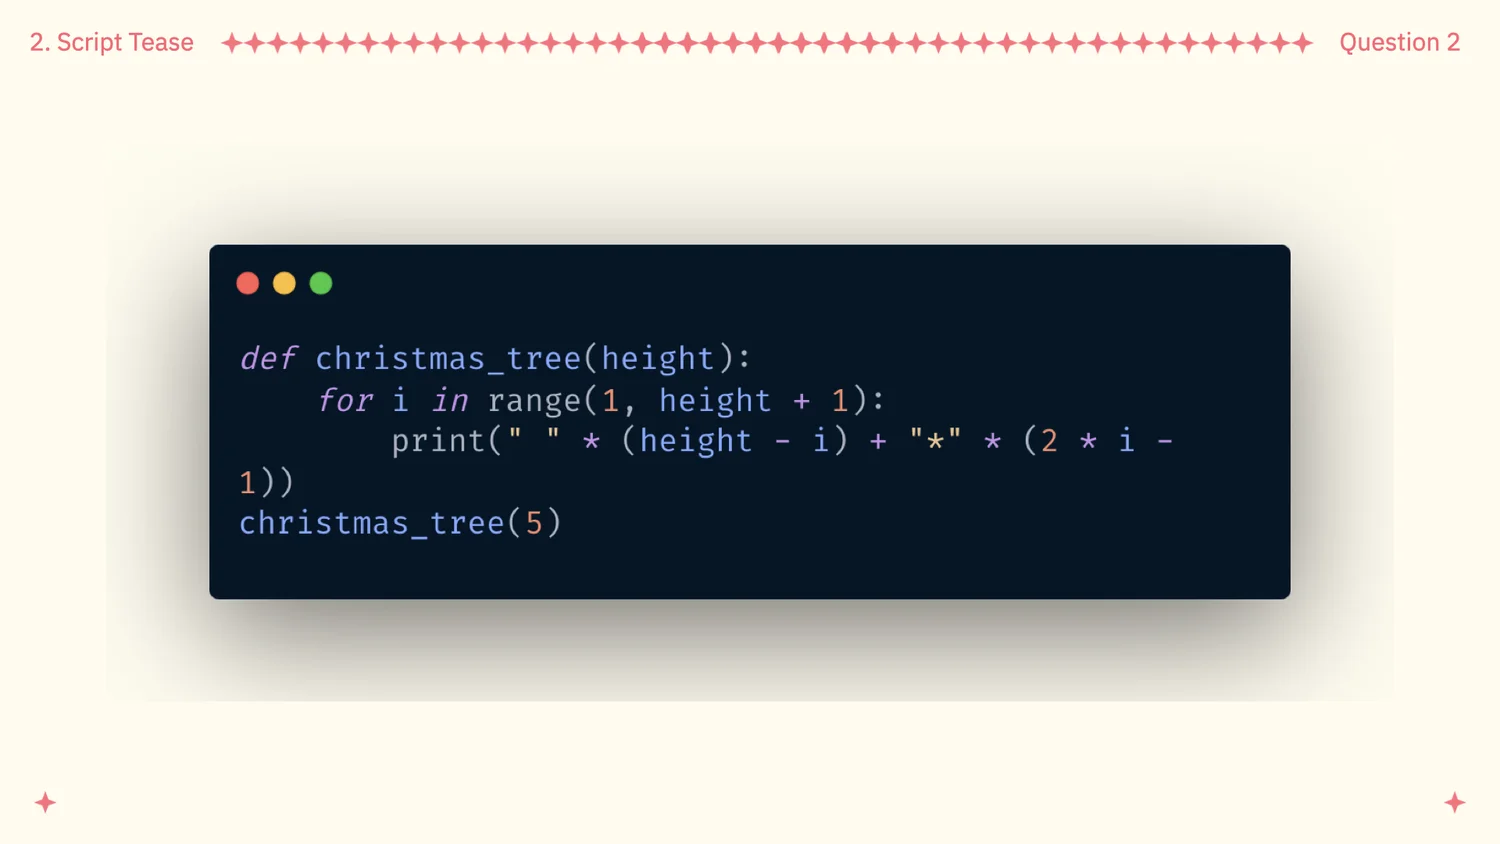 2. Script Tease
Question 2
def christmas_tree(height):
    for i in range(1, height + 1):
        print(" " * (height - i) + "*" * (2 * i -
1))
christmas_tree(5)